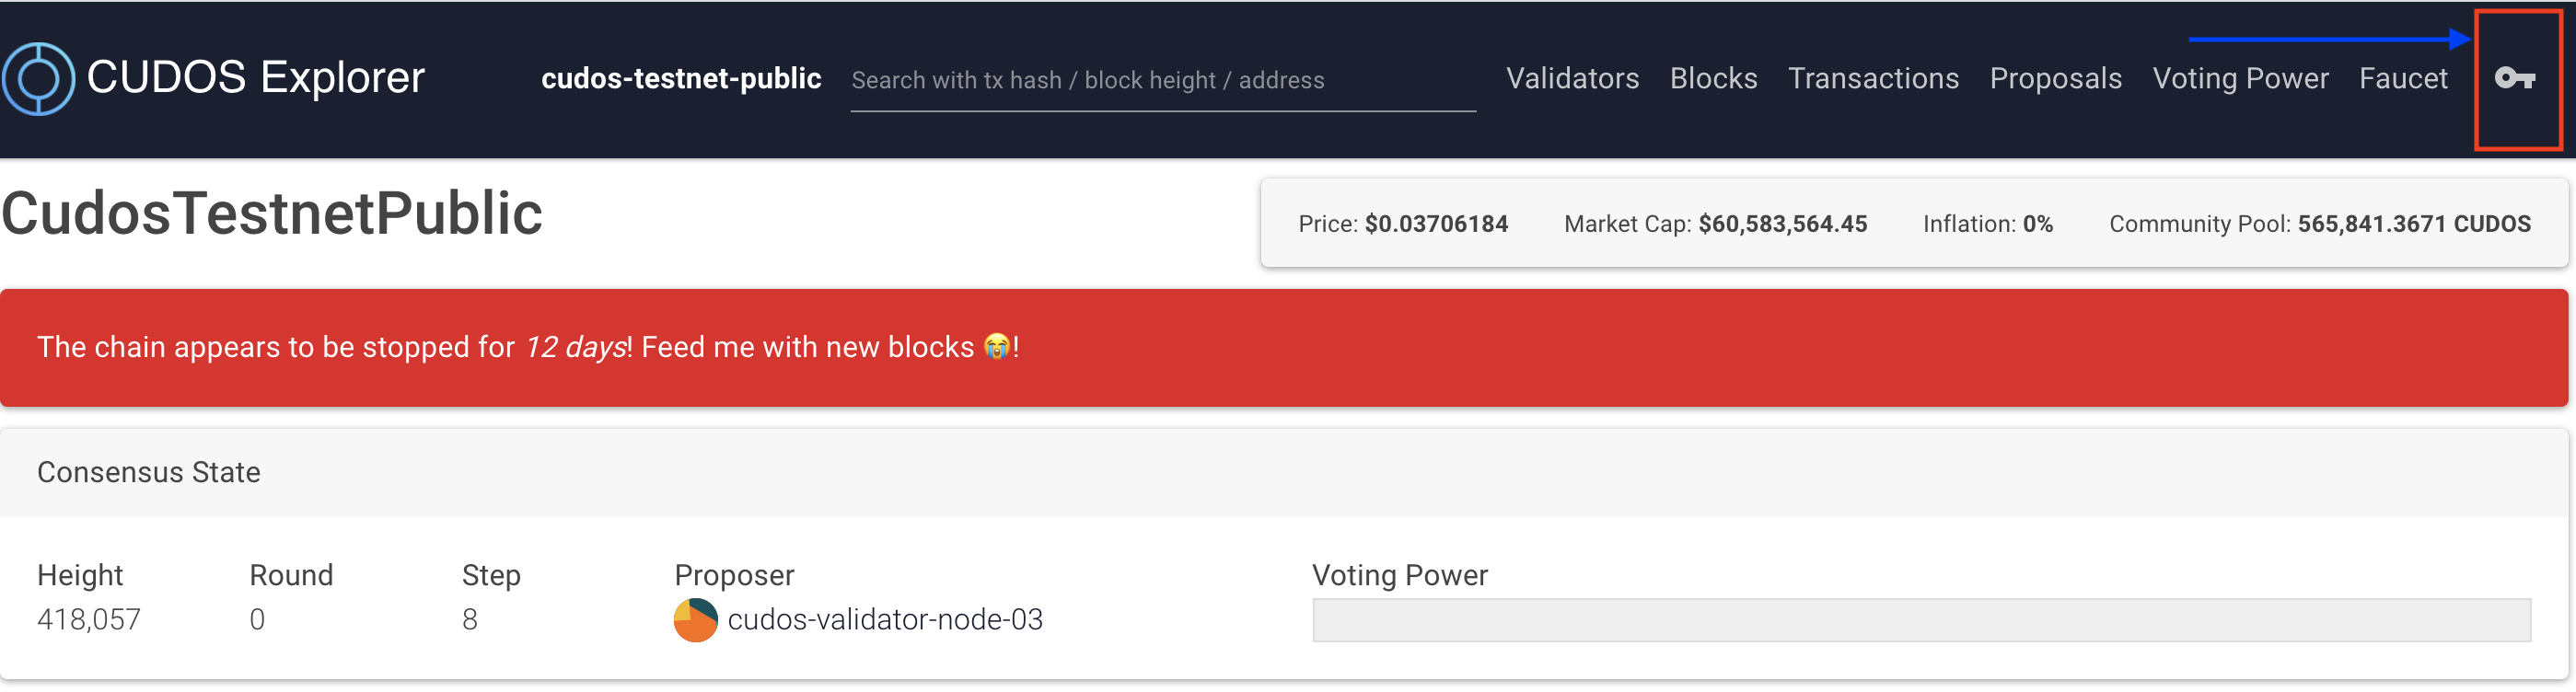 CUDOS Explorer
cudos-testnet-public
Search with tx hash / block height / address
Validators Blocks Transactions Proposals Voting Power Faucet
CudosTestnetPublic
Price: $0.03706184 Market Cap: $60,583,564.45 Inflation: 0% Community Pool: 565,841.3671 CUDOS
The chain appears to be stopped for 12 days! Feed me with new blocks 😭!
Consensus State
Height Round Step Proposer Voting Power
418,057 0 8 cudos-validator-node-03